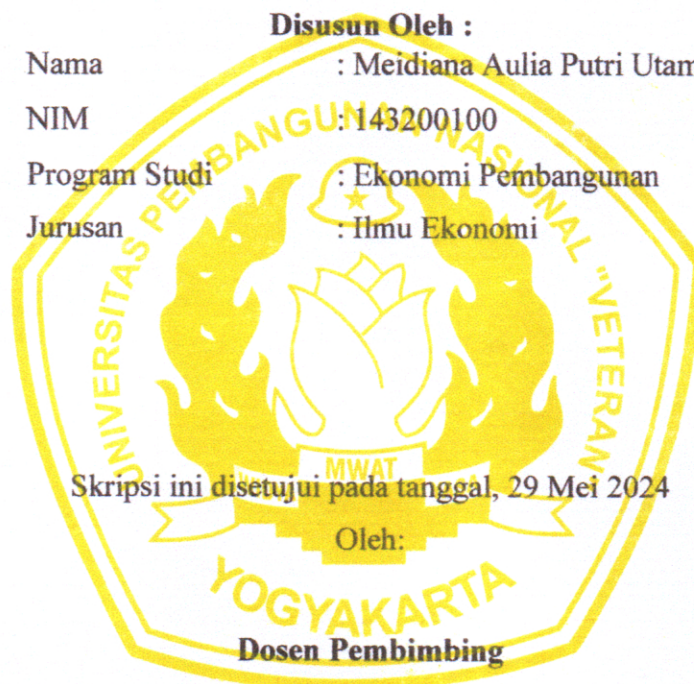 Disusun Oleh :
Nama : Meidiana Aulia Putri Utam
NIM : 143200100
Program Studi : Ekonomi Pembangunan
Jurusan : Ilmu Ekonomi
UNIVERSITAS PEMBANGUNAN NASIONAL "VETERAN
MWAT
Skripsi ini disetujui pada tanggal, 29 Mei 2024
Oleh:
YOGYAKARTA
Dosen Pembimbing